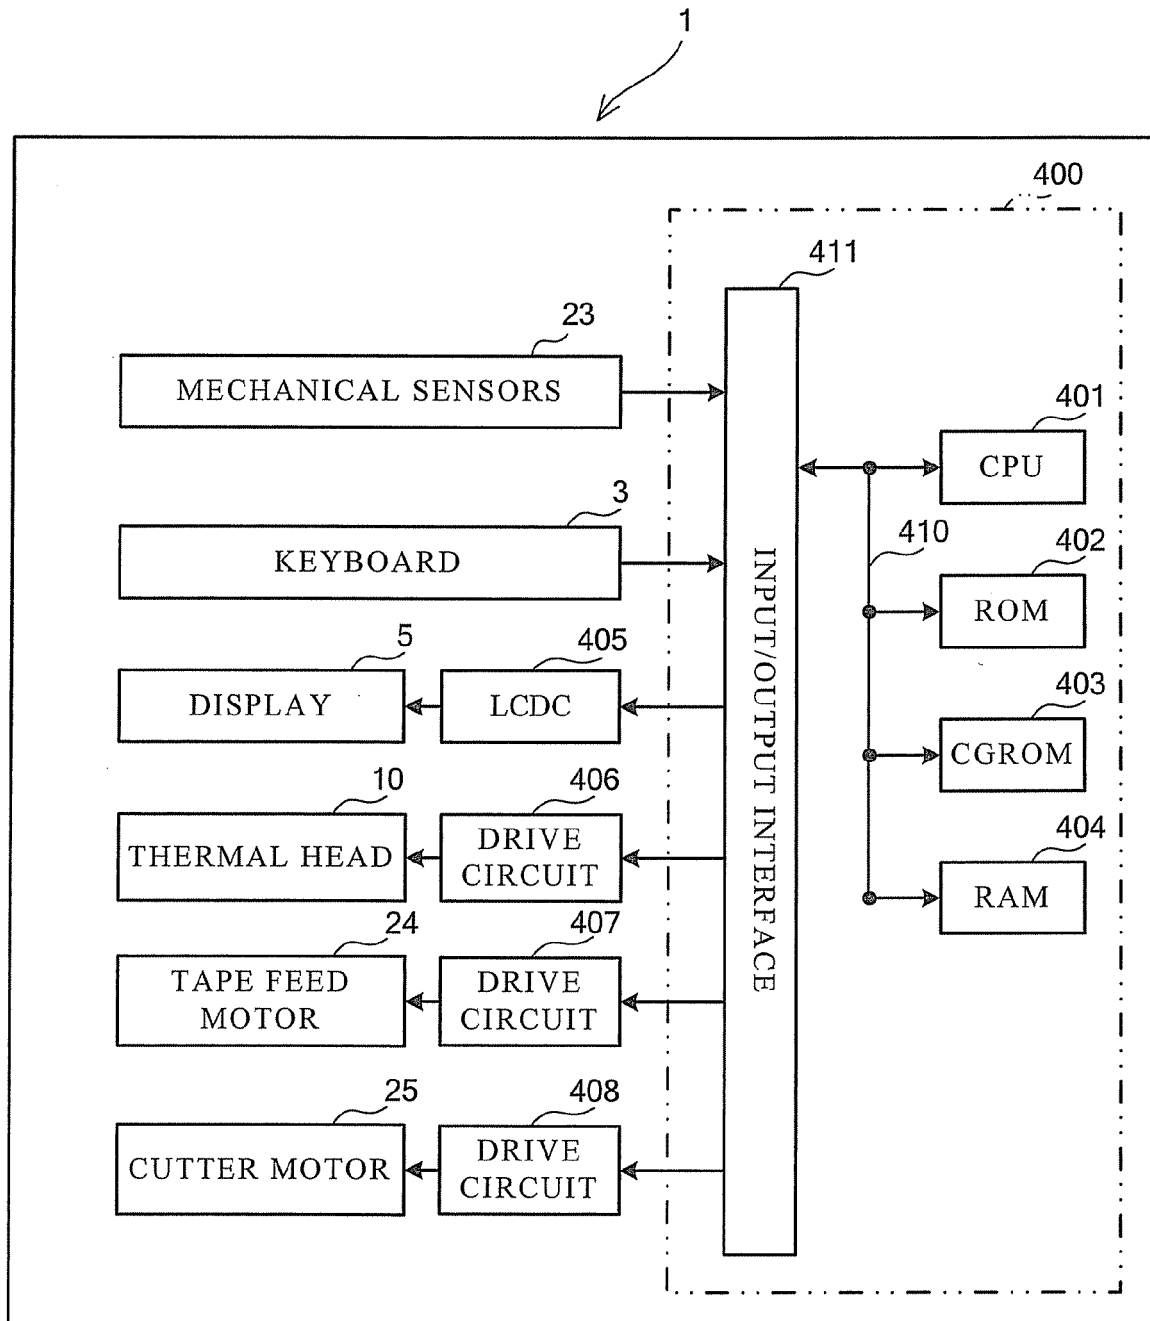 1
400
411
23
MECHANICAL SENSORS
401
CPU
3
KEYBOARD
410
402
ROM
INPUT/OUTPUT INTERFACE
5
405
DISPLAY
LCDC
403
CGROM
10
406
THERMAL HEAD
DRIVE
CIRCUIT
404
RAM
24
407
TAPE FEED
MOTOR
DRIVE
CIRCUIT
25
408
CUTTER MOTOR
DRIVE
CIRCUIT